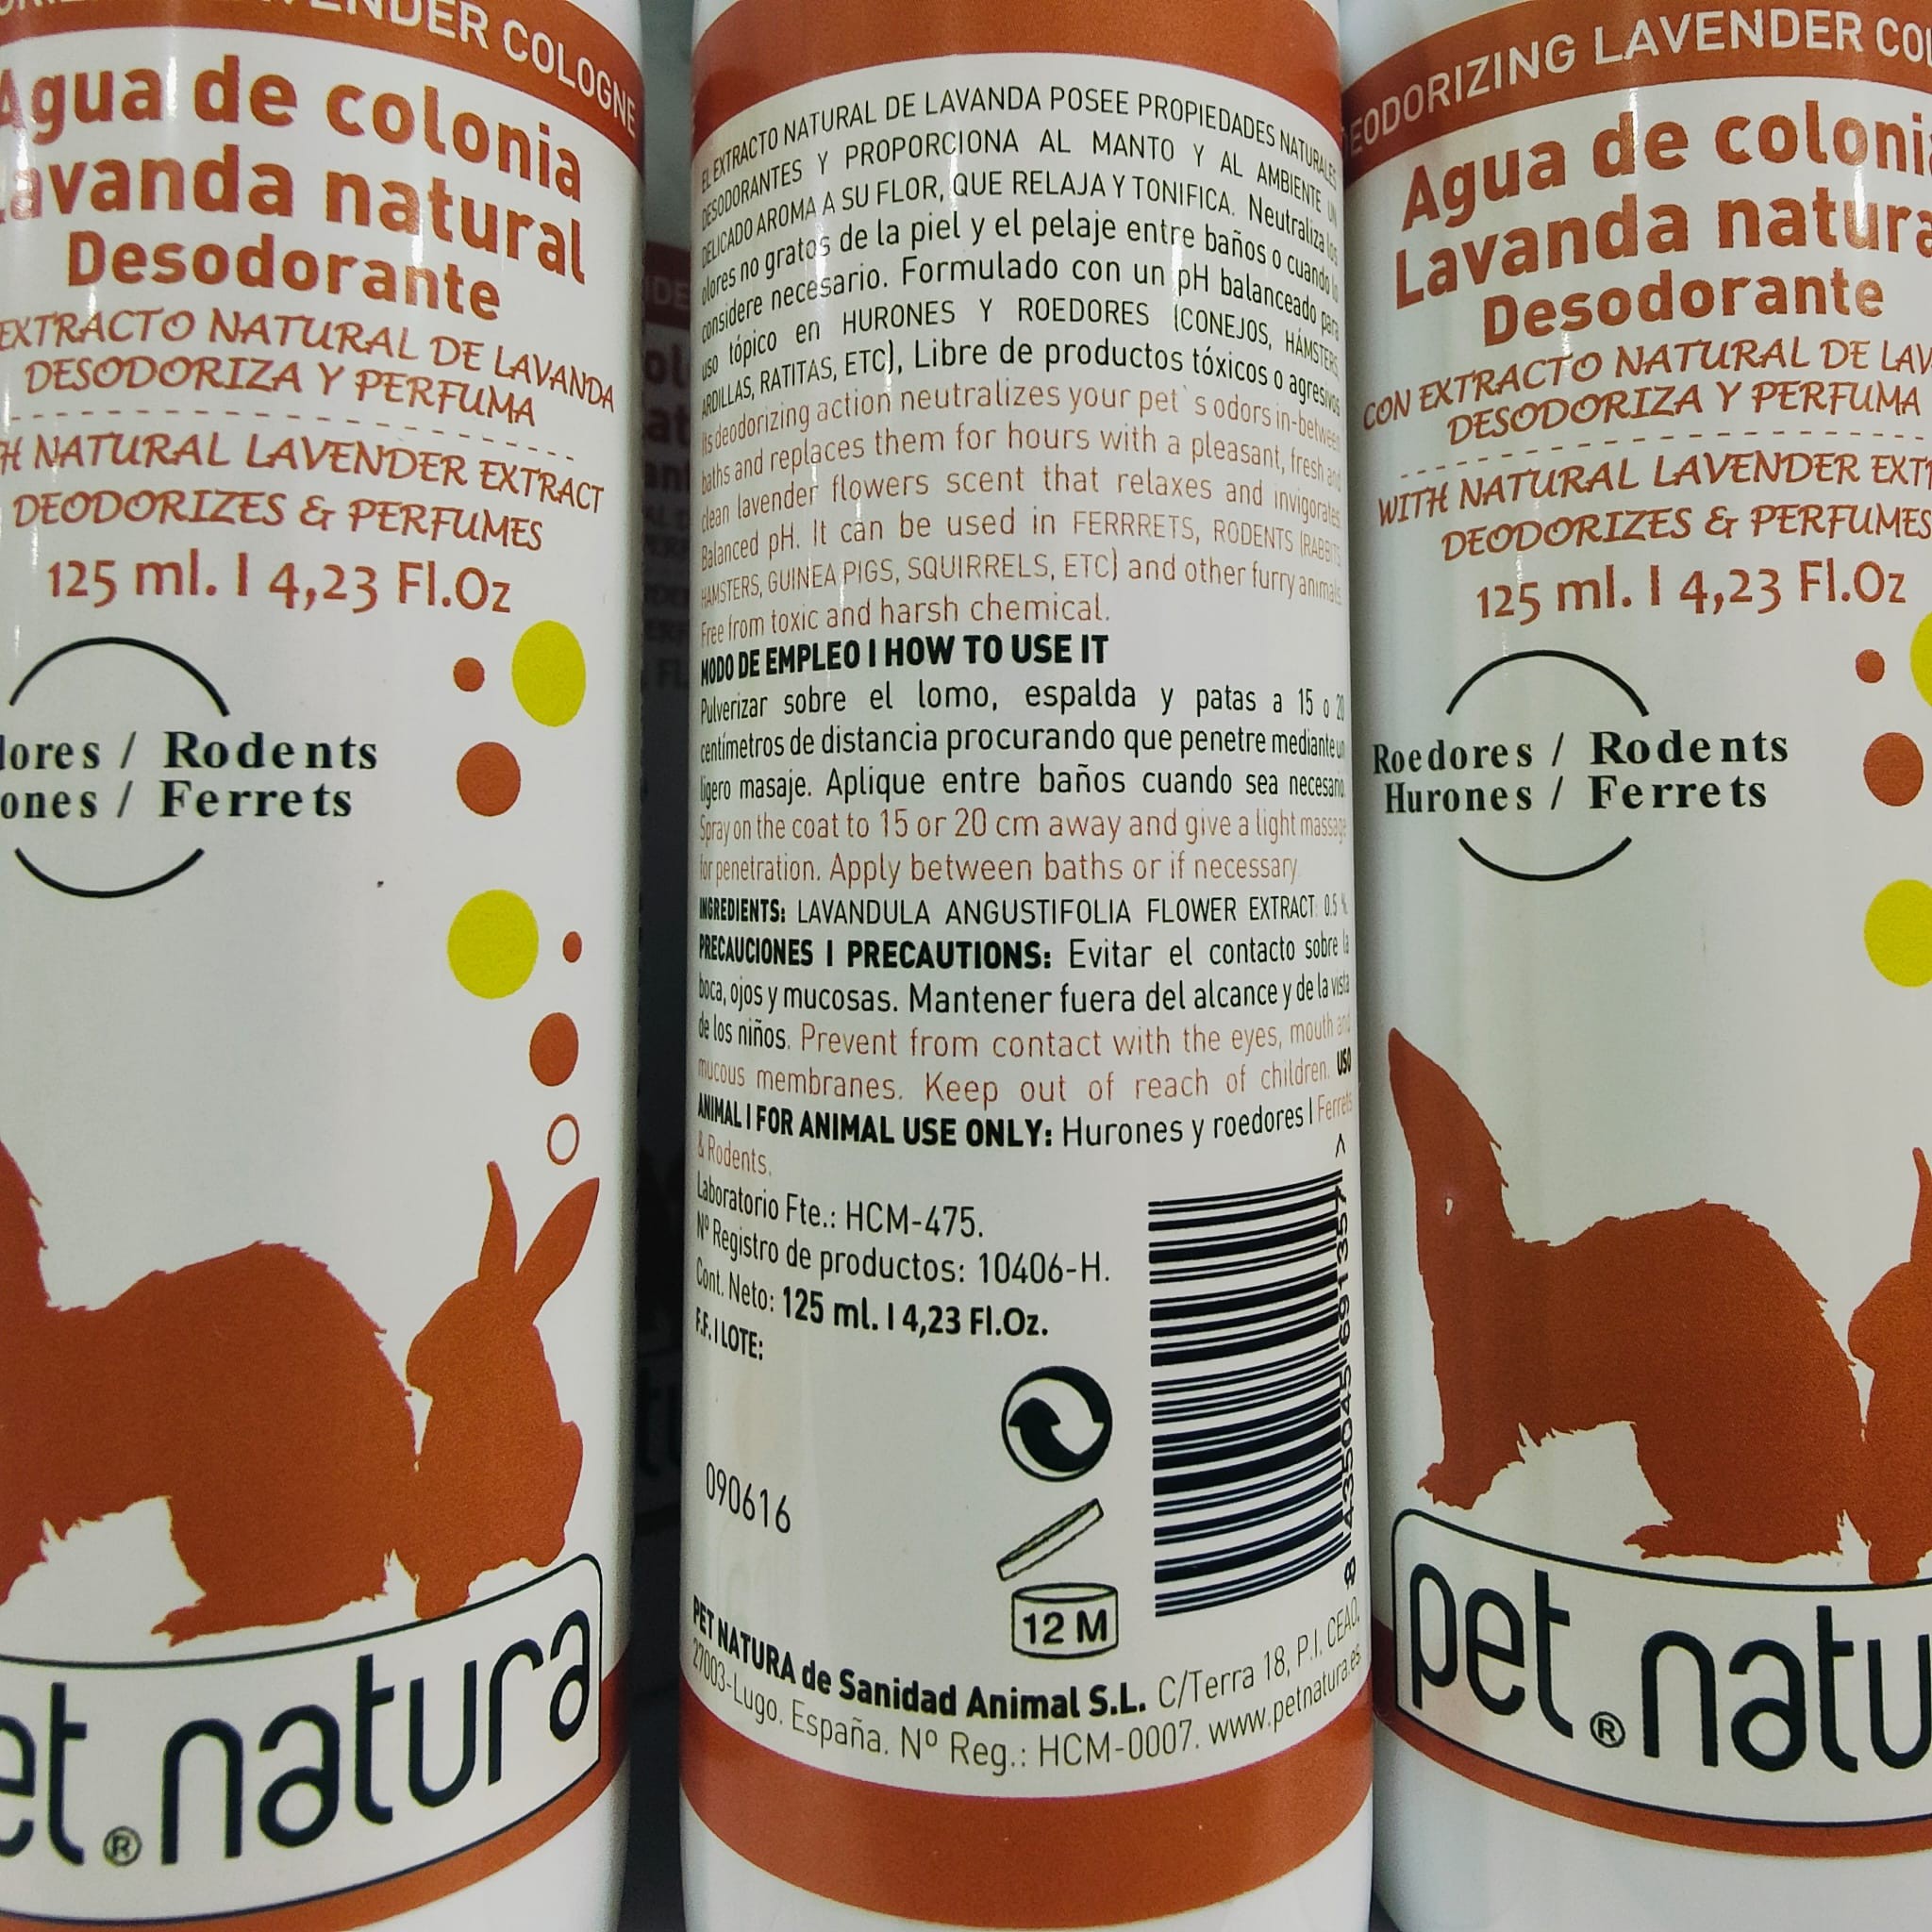 LAVENDER COLOGNE
Agua de colonia
Lavanda natural
Desodorante
EXTRACTO NATURAL DE LAVANDA
DESODORIZA Y PERFUMA
NATURAL LAVENDER EXTRACT
DEODORIZES & PERFUMES
125 ml. | 4,23 Fl.Oz
/ Rodents
/ Ferrets
natura
EL EXTRACTO NATURAL DE LAVANDA POSEE PROPIEDADES NATURALES
DESODORANTES Y PROPORCIONA AL MANTO Y AL AMBIENTE UN
DELICADO AROMA A SU FLOR, QUE RELAJA Y TONIFICA. Neutraliza los
olores no gratos de la piel y el pelaje entre baños o cuando lo
considere necesario. Formulado con un pH balanceado para
uso tópico en HURONES Y ROEDORES (CONEJOS, HÁMSTERS,
ARDILLAS, RATITAS, ETC), Libre de productos tóxicos o agresivos
Its deodorizing action neutralizes your pet`s odors in-between
baths and replaces them for hours with a pleasant, fresh and
clean lavender flowers scent that relaxes and invigorates.
Balanced pH. It can be used in FERRRETS, RODENTS (RABBITS
HAMSTERS, GUINEA PIGS, SQUIRRELS, ETC) and other furry animals
Free from toxic and harsh chemical.
MODO DE EMPLEO | HOW TO USE IT
Pulverizar sobre el lomo, espalda y patas a 15 o 20
centímetros de distancia procurando que penetre mediante un
ligero masaje. Aplique entre baños cuando sea necesario.
Spray on the coat to 15 or 20 cm away and give a light massage
for penetration. Apply between baths or if necessary.
INGREDIENTS: LAVANDULA ANGUSTIFOLIA FLOWER EXTRACT: 0.5 %.
PRECAUCIONES | PRECAUTIONS: Evitar el contacto sobre la
boca, ojos y mucosas. Mantener fuera del alcance y de la vista
de los niños. Prevent from contact with the eyes, mouth and
mucous membranes. Keep out of reach of children. USO
ANIMAL | FOR ANIMAL USE ONLY: Hurones y roedores | Ferrets
& Rodents.
Laboratorio Fte.: HCM-475.
Nº Registro de productos: 10406-H.
Cont. Neto: 125 ml. | 4,23 Fl.Oz.
F.F. | LOTE:
090616
12 M
8 435045 691357 >
PET NATURA de Sanidad Animal S.L. C/Terra 18, P.I. CEAO.
27003-Lugo. España. Nº Reg.: HCM-0007. www.petnatura.es
DEODORIZING LAVENDER
Agua de colonia
Lavanda natural
Desodorante
CON EXTRACTO NATURAL DE
DESODORIZA Y PERFUMA
WITH NATURAL LAVENDER
DEODORIZES & PERFUMES
125 ml. | 4,23 Fl.Oz
Roedores / Rodents
Hurones / Ferrets
pet®